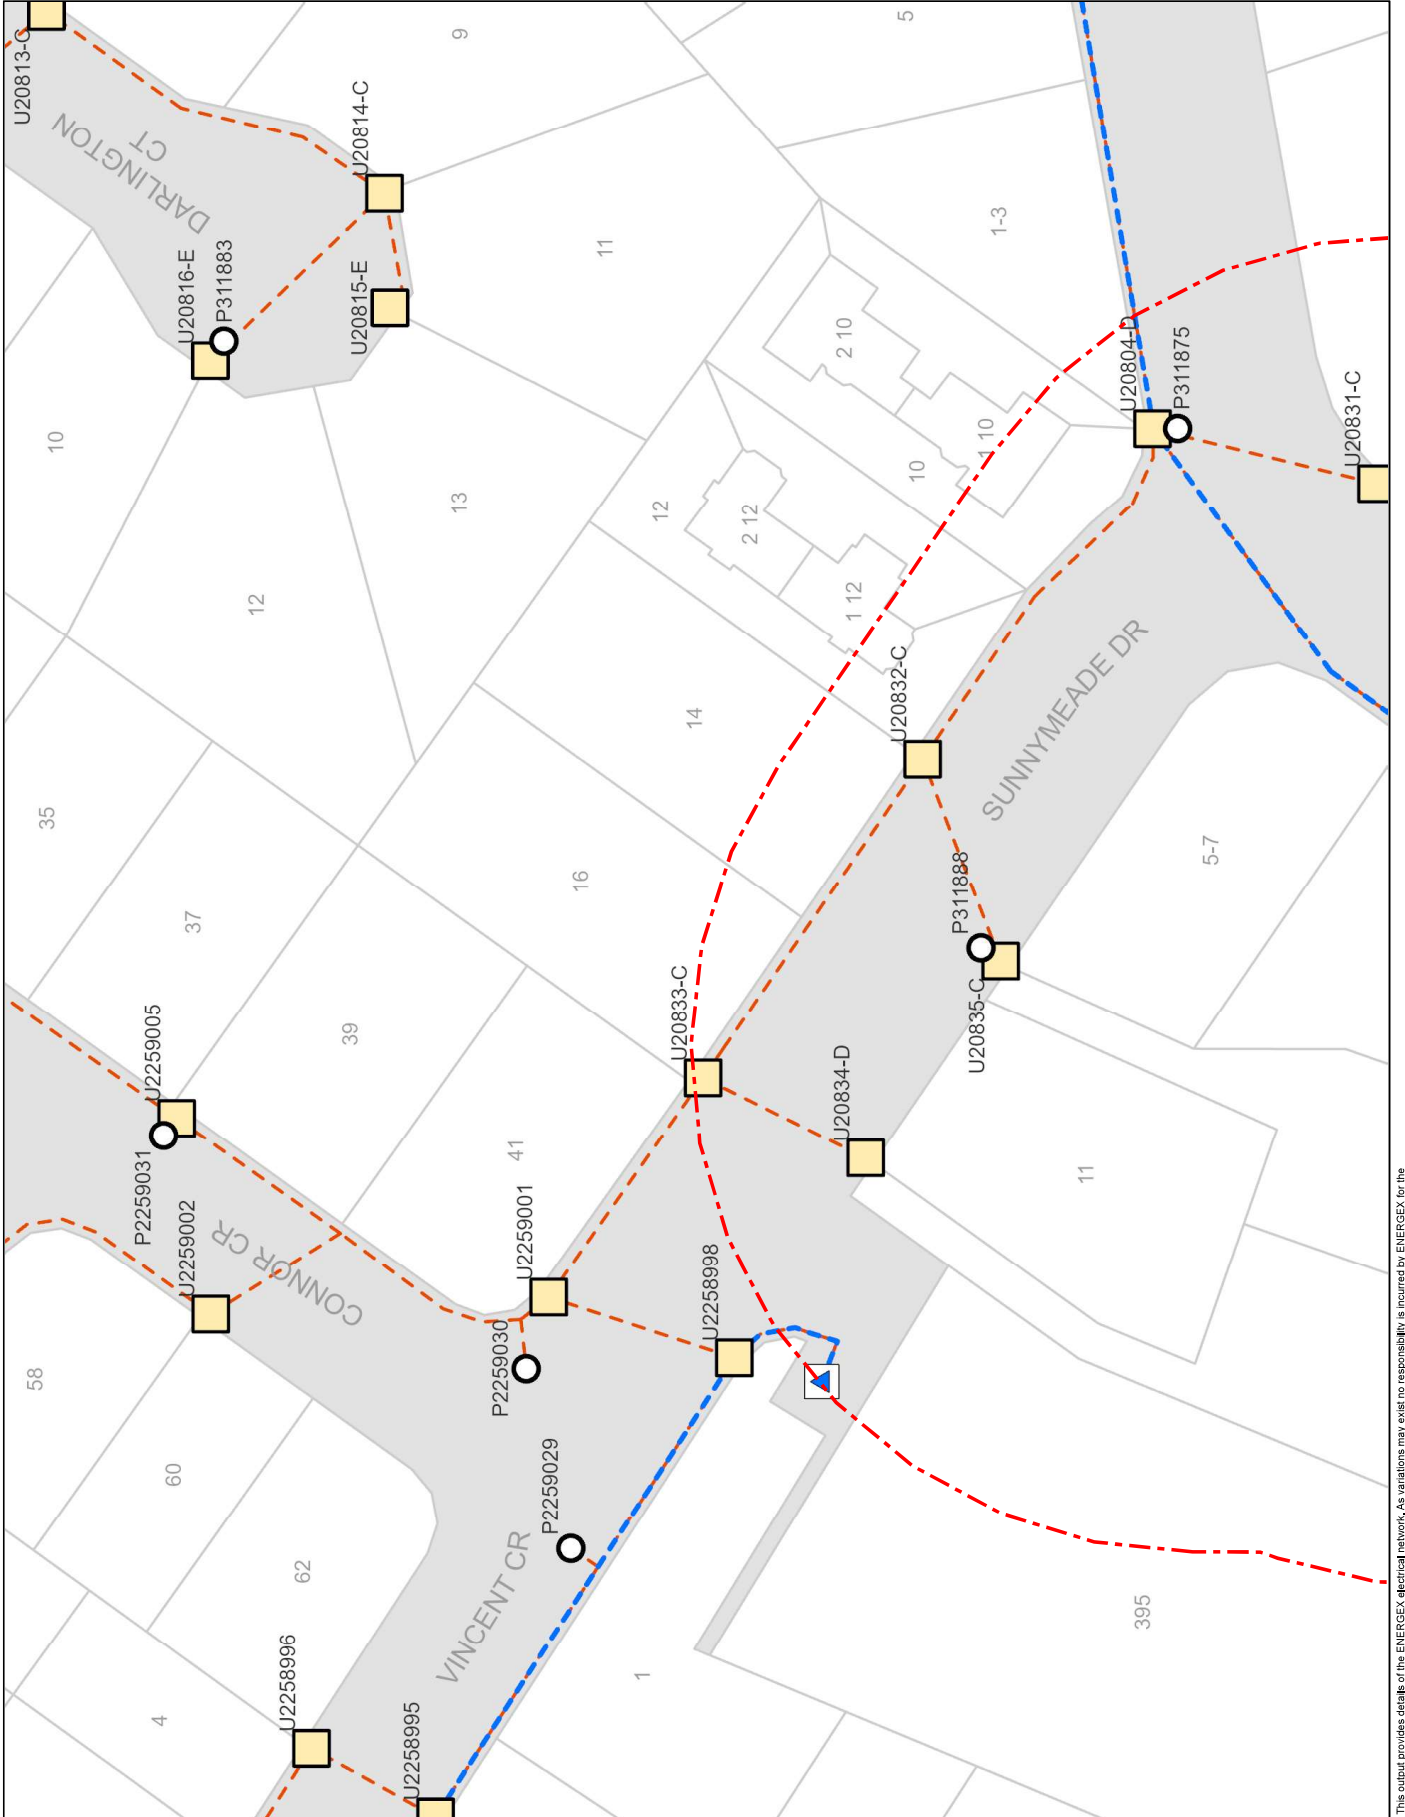 U20813-C
9
5
DARLINGTON
CT
U20814-C
U20816-E
P311883
U20815-E
11
1-3
2 10
1 10
10
U20804-D
P311875
U20831-C
10
13
12
12
2 12
1 12
U20832-C
14
SUNNYMEADE DR
35
37
16
P311888
U20835-C
5-7
U2259005
P2259031
39
U20833-C
U20834-D
11
U2259002
CONNOR CR
41
U2259001
U2258998
58
P2259030
P2259029
60
62
VINCENT CR
U2258996
4
U2258995
1
395
This output provides details of the ENERGEX electrical network. As variations may exist no responsibility is incurred by ENERGEX for the